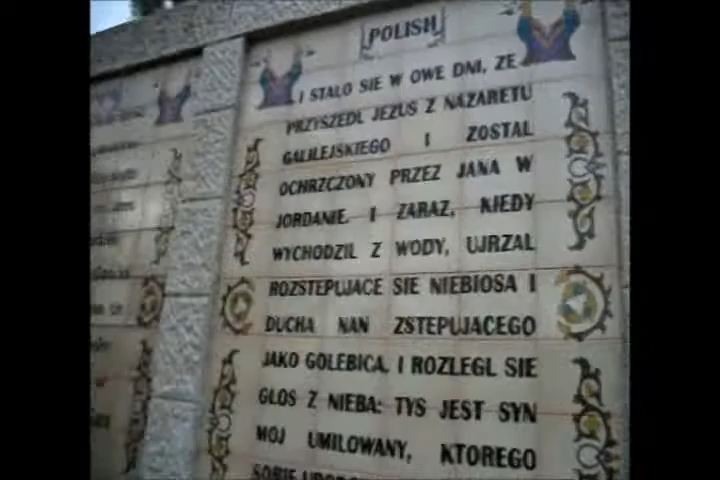 POLISH
I STALO SIE W OWE DNI, ZE
PRZYSZEDL JEZUS Z NAZARETU
GALILEJSKIEGO I ZOSTAL
OCHRZCZONY PRZEZ JANA W
JORDANIE. I ZARAZ, KIEDY
WYCHODZIL Z WODY, UJRZAL
ROZSTEPUJACE SIE NIEBIOSA I
DUCHA NAN ZSTEPUJACEGO
JAKO GOLEBICA. I ROZLEGL SIE
GLOS Z NIEBA: TYS JEST SYN
MOJ UMILOWANY, KTOREGO
SOBIE